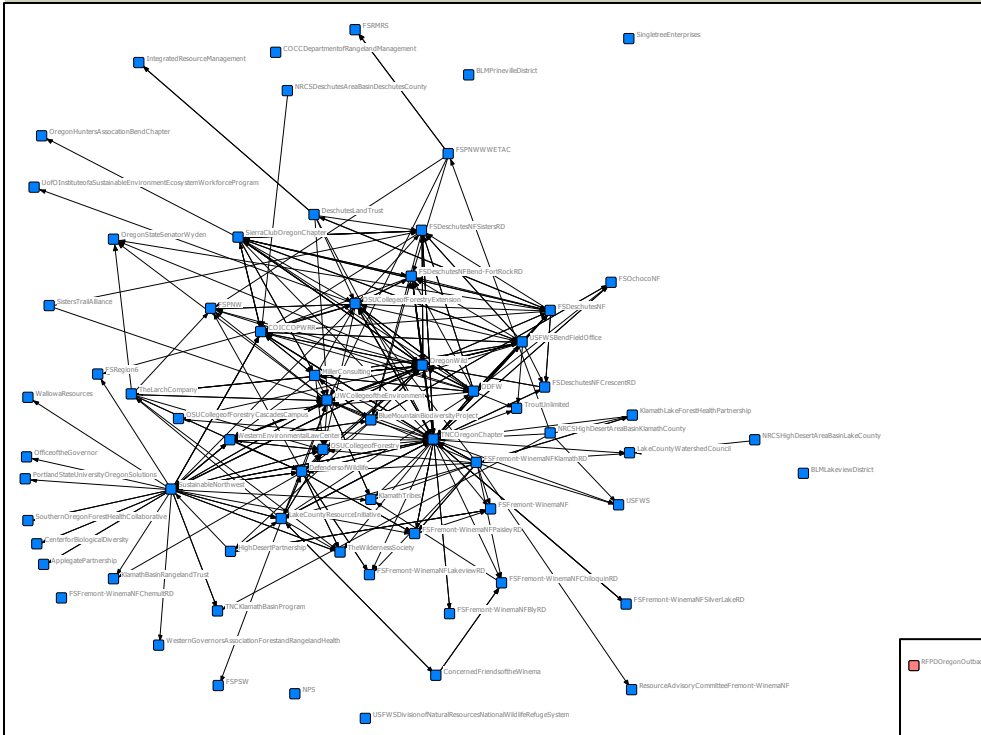 FSRMRS
SingletreeEnterprises
COCCDepartmentofRangelandManagement
IntegratedResourceManagement
BLMPrinevilleDistrict
NRCSDeschutesAreaBasinDeschutesCounty
OregonHuntersAssocationBendChapter
FSPNWWWETAC
UofOInstituteofaSustainableEnvironmentEcosystemWorkforceProgram
DeschutesLandTrust
FSDeschutesNFSistersRD
SierraClubOregonChapter
OregonStateSenatorWyden
FSDeschutesNFBend-FortRockRD
FSOchocoNF
SistersTrailAlliance
FSPNW
OSUCollegeofForestryExtension
FSDeschutesNF
COICCOPWRR
USFWSBendFieldOffice
OregonWild
FSRegion6
MillerConsulting
FSDeschutesNFCrescentRD
WallowaResources
TheLarchCompany
UWCollegeoftheEnvironment
ODFW
TroutUnlimited
OSUCollegeofForestryCascadesCampus
BlueMountainBiodiversityProject
KlamathLakeForestHealthPartnership
WesternEnvironmentalLawCenter
TNCOregonChapter
NRCSHighDesertAreaBasinKlamathCounty
NRCSHighDesertAreaBasinLakeCounty
OSUCollegeofForestry
LakeCountyWatershedCouncil
OfficeoftheGovernor
FSFremont-WinemaNFKlamathRD
DefendersofWildlife
BLMLakeviewDistrict
PortlandStateUniversityOregonSolutions
SustainableNorthwest
KlamathTribes
USFWS
FSFremont-WinemaNF
SouthernOregonForestHealthCollaborative
LakeCountyResourceInitiative
FSFremont-WinemaNFPaisleyRD
CenterforBiologicalDiversity
HighDesertPartnership
TheWildernessSociety
ApplegatePartnership
KlamathBasinRangelandTrust
FSFremont-WinemaNFLakeviewRD
FSFremont-WinemaNFChiloquinRD
FSFremont-WinemaNFChemultRD
TNCKlamathBasinProgram
FSFremont-WinemaNFBlyRD
FSFremont-WinemaNFSilverLakeRD
WesternGovernorsAssociationForestandRangelandHealth
RFPDOregonOutbac
ConcernedFriendsoftheWinema
FSPSW
NPS
ResourceAdvisoryCommitteeFremont-WinemaNF
USFWSDivisionofNaturalResourcesNationalWildlifeRefugeSystem